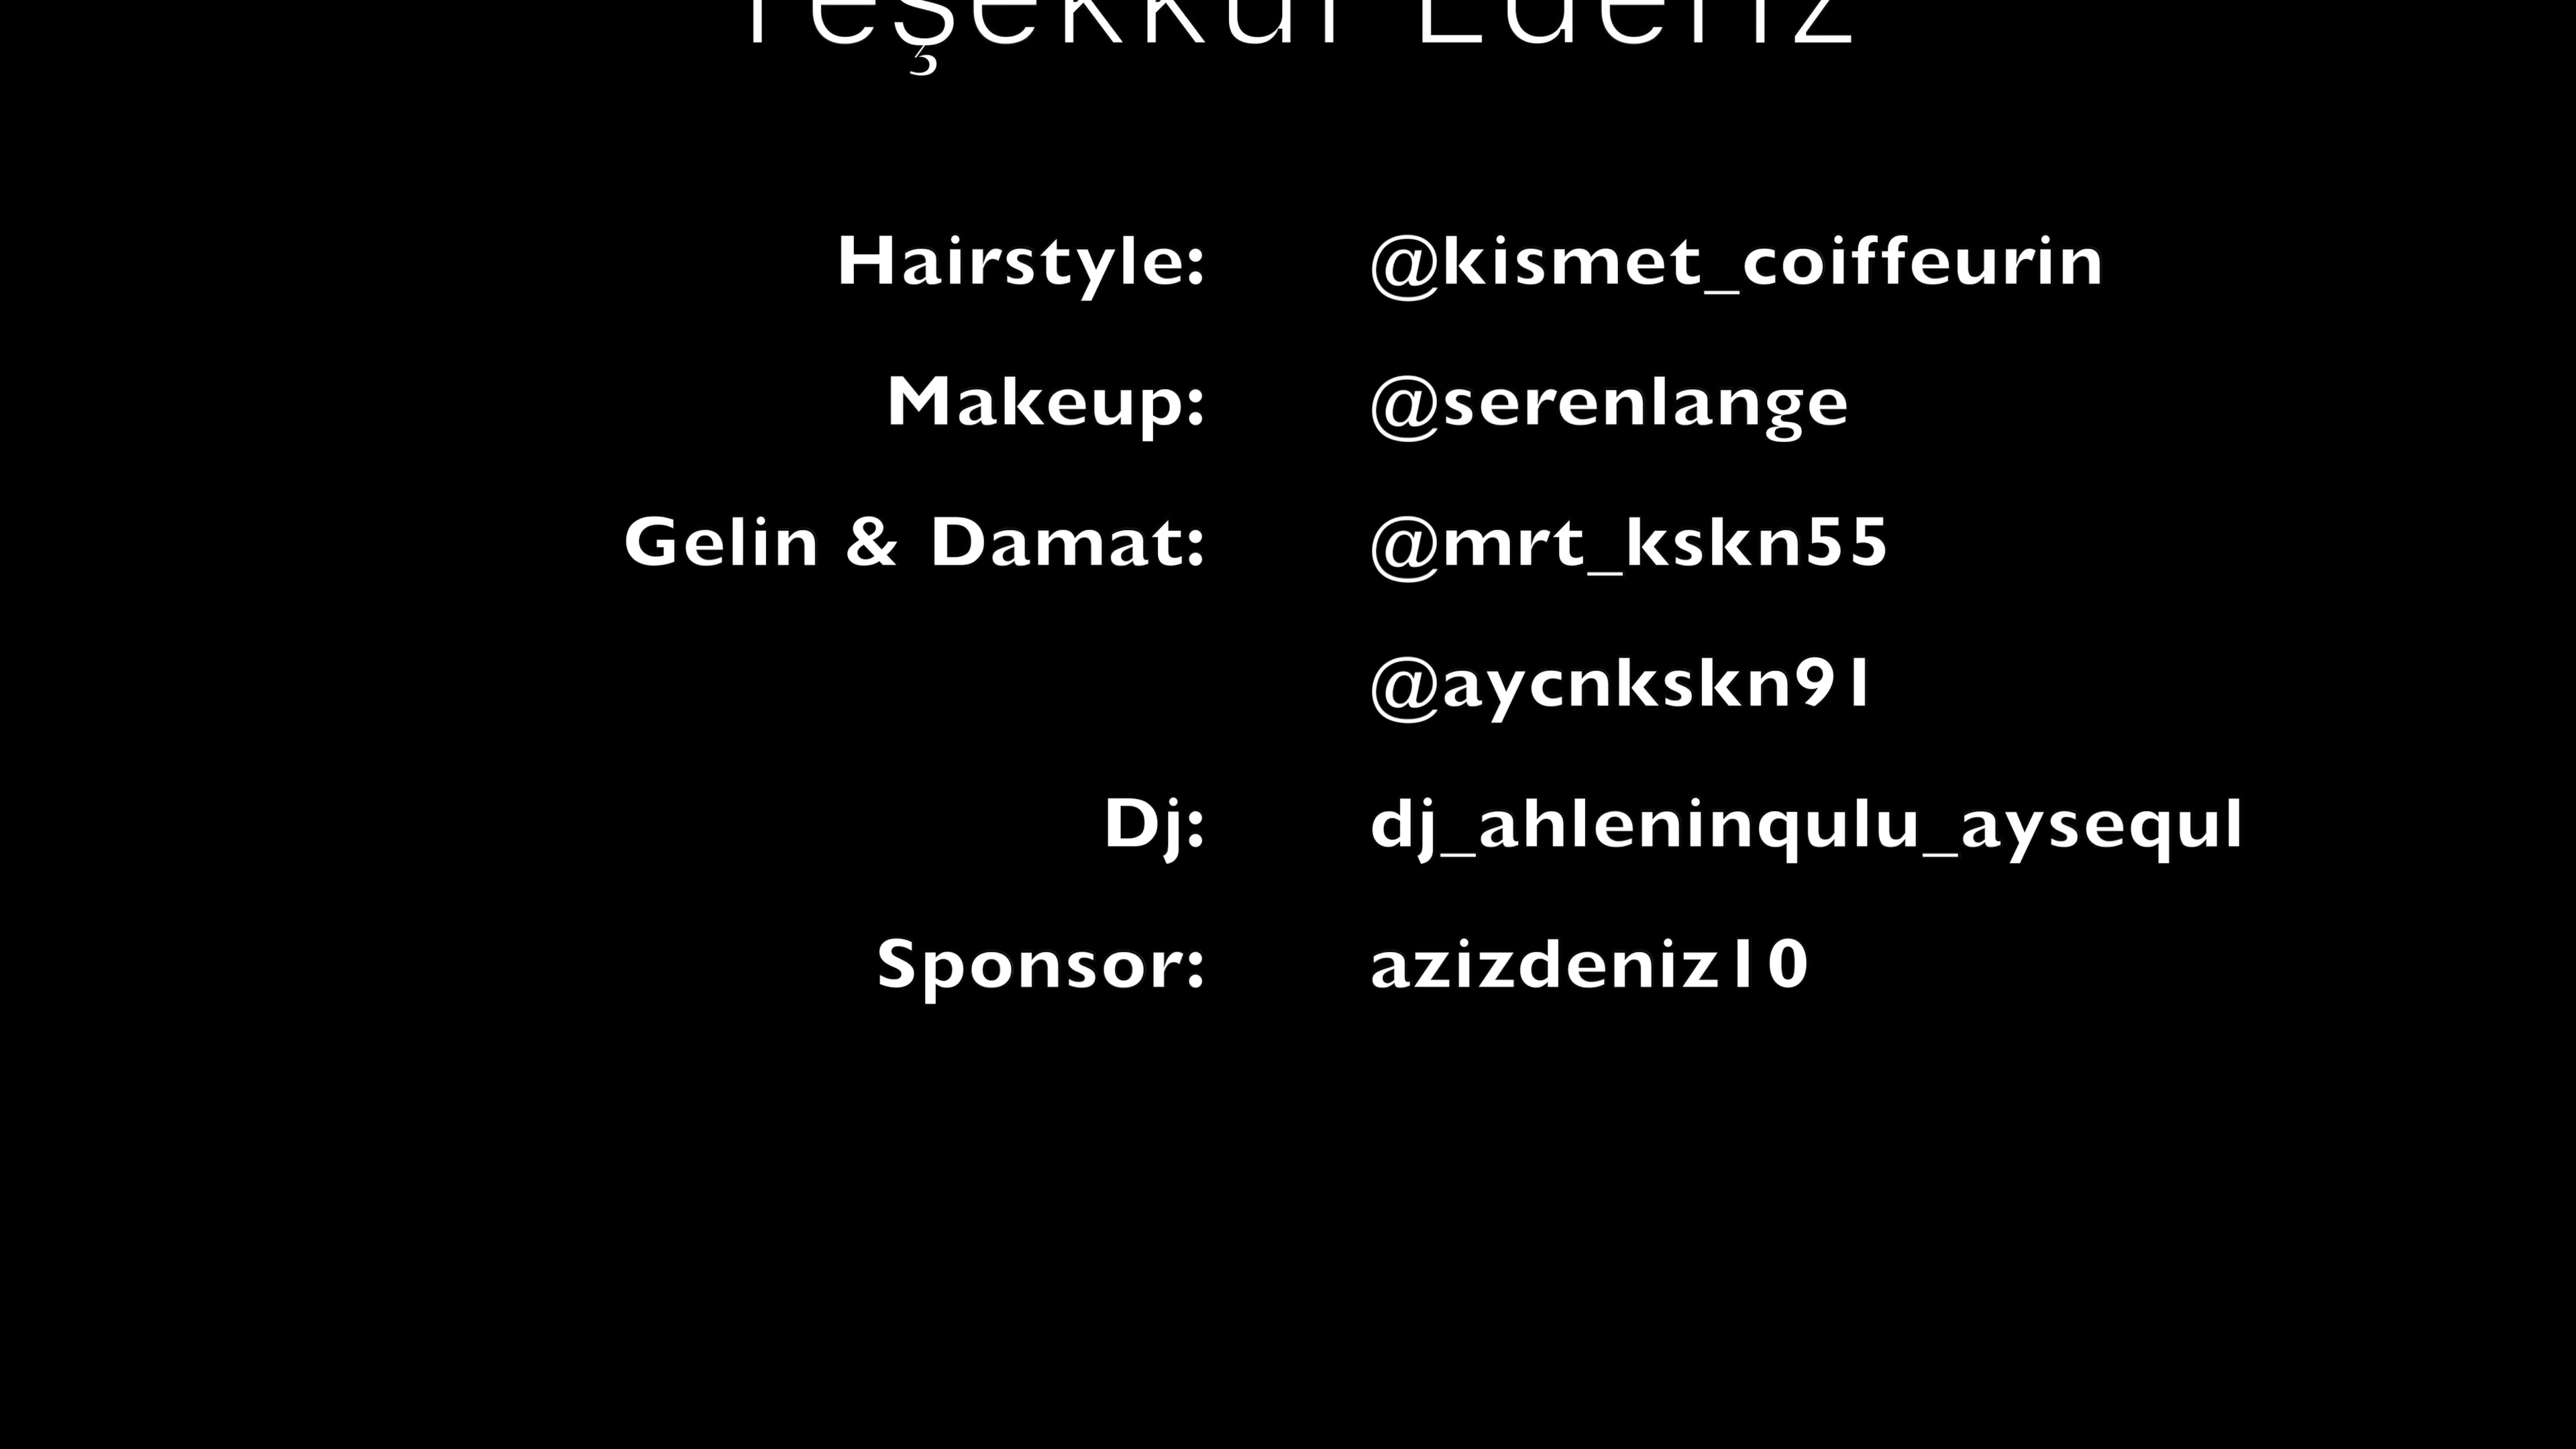 Teşekkür Ederiz
Hairstyle: @kismet_coiffeurin
Makeup: @serenlange
Gelin & Damat: @mrt_kskn55
@aycnkskn91
Dj: dj_ahleninqulu_aysequl
Sponsor: azizdeniz10